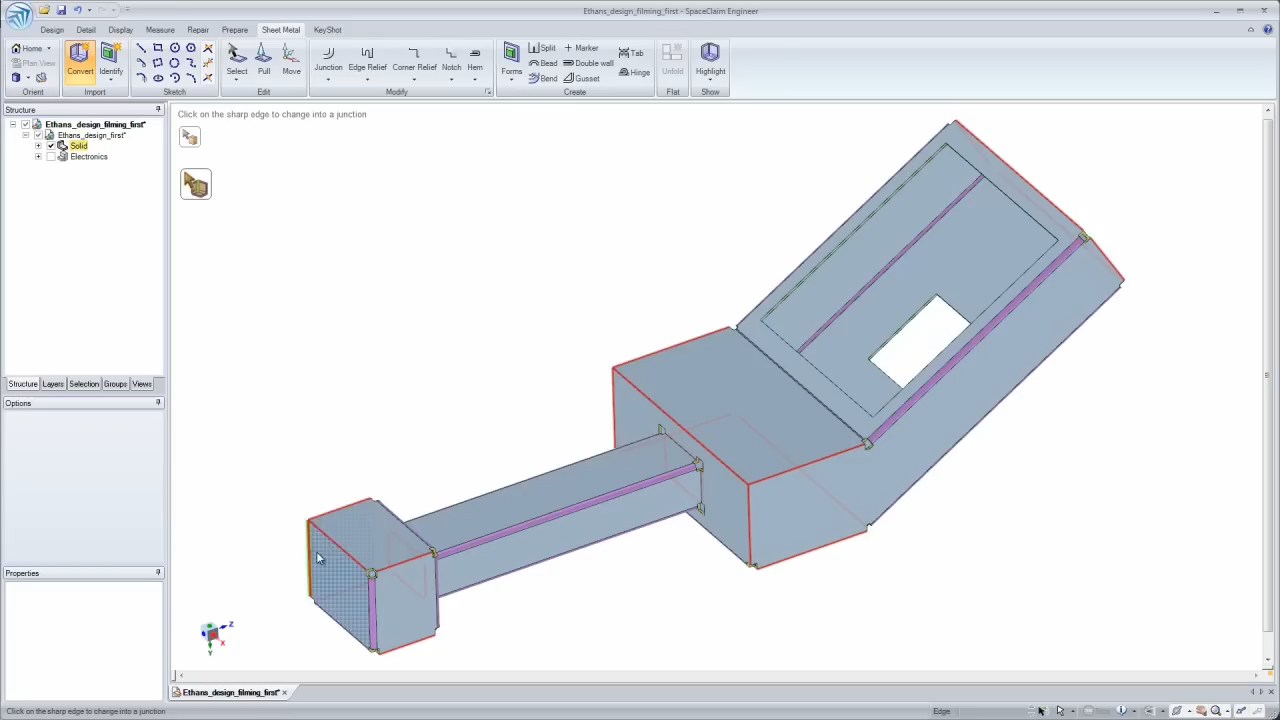 Ethans_design_filming_first - SpaceClaim Engineer
Design Detail Display Measure Repair Prepare Sheet Metal KeyShot
Home
Plan View
Orient
Convert
Identify
Import
Sketch
Select
Pull
Move
Edit
Junction
Edge Relief
Corner Relief
Notch
Hem
Modify
Forms
Split
Bead
Bend
Marker
Double wall
Gusset
Tab
Hinge
Create
Unfold
Flat
Highlight
Show
Structure
Ethans_design_filming_first*
Ethans_design_first*
Solid
Electronics
Structure Layers Selection Groups Views
Options
Properties
Click on the sharp edge to change into a junction
Z
X
Y
Ethans_design_filming_first*
Click on the sharp edge to change into a junction
Edge